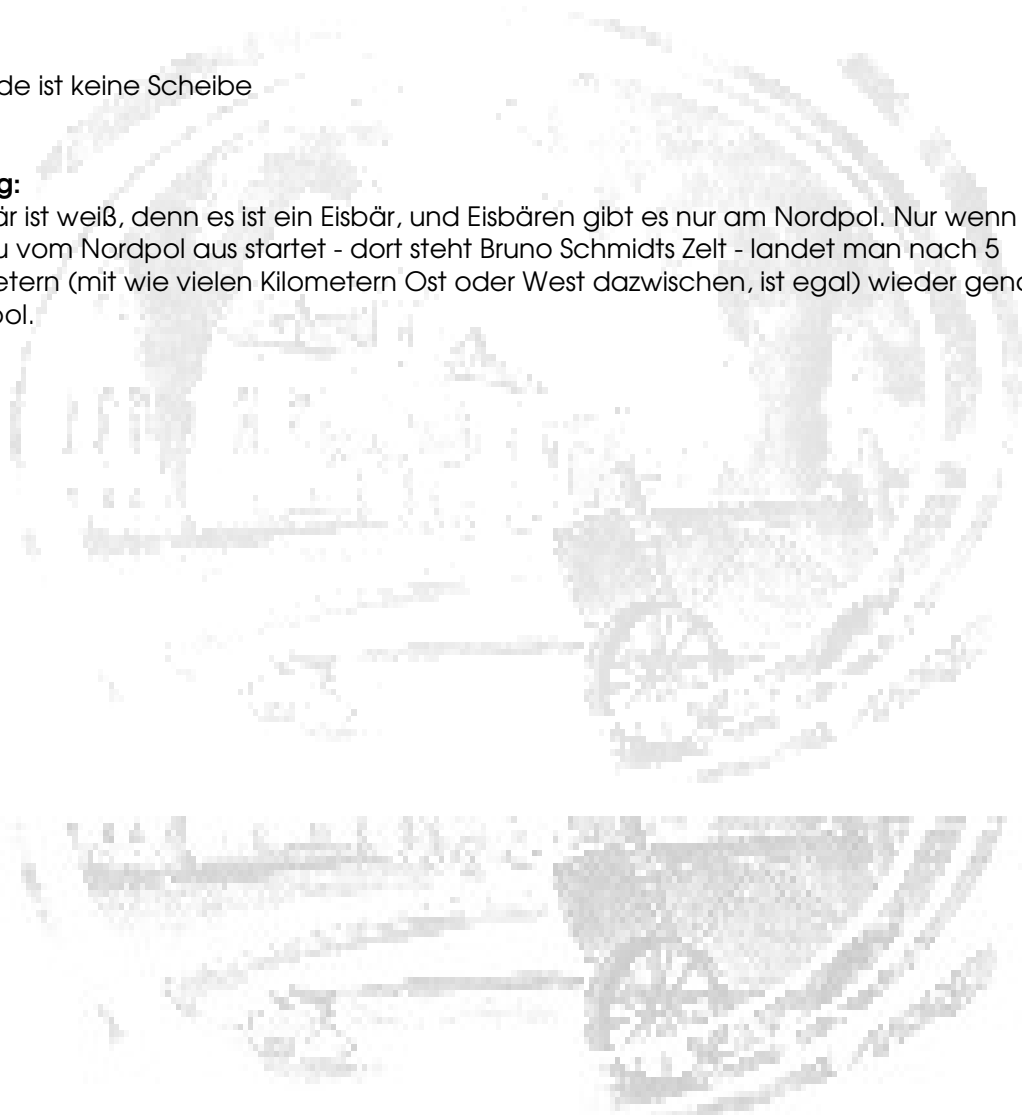 de ist keine Scheibe
g:
är ist weiß, denn es ist ein Eisbär, und Eisbären gibt es nur am Nordpol. Nur wenn
u vom Nordpol aus startet - dort steht Bruno Schmidts Zelt - landet man nach 5
etern (mit wie vielen Kilometern Ost oder West dazwischen, ist egal) wieder gena
ol.